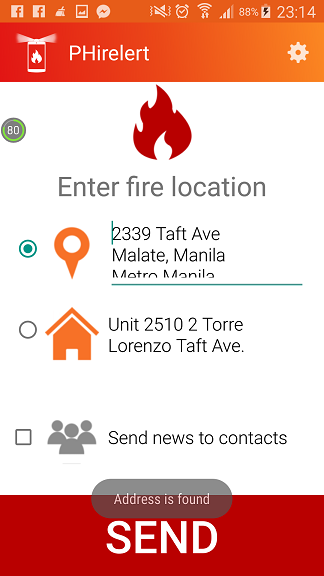 88% 23:14
PHirelert
80
Enter fire location
2339 Taft Ave
Malate, Manila
Metro Manila
Unit 2510 2 Torre
Lorenzo Taft Ave.
Send news to contacts
Address is found
SEND